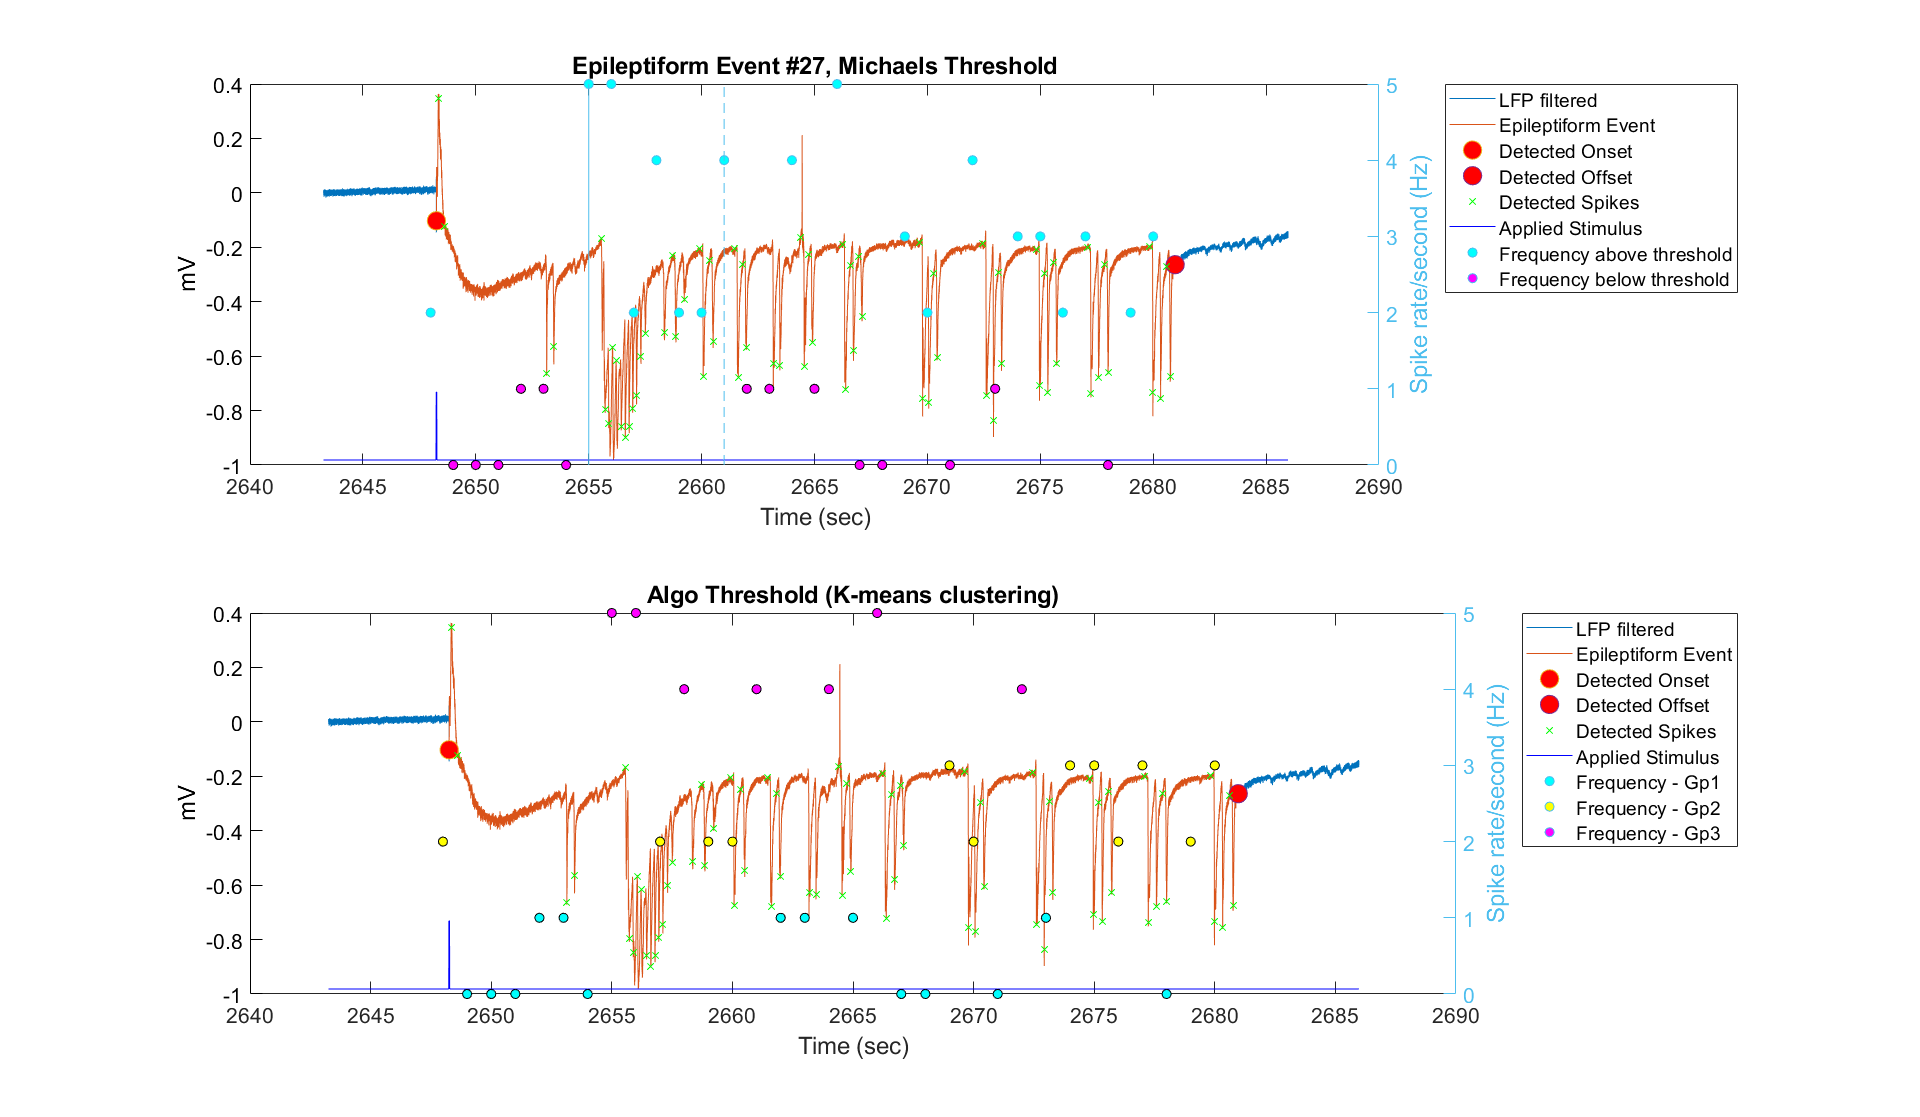 Epileptiform Event #27, Michaels Threshold
0.4
0.2
0
-0.2
-0.4
-0.6
-0.8
-1
mV
5
4
3
2
1
0
Spike rate/second (Hz)
2640 2645 2650 2655 2660 2665 2670 2675 2680 2685 2690
Time (sec)
LFP filtered
Epileptiform Event
Detected Onset
Detected Offset
Detected Spikes
Applied Stimulus
Frequency above threshold
Frequency below threshold
Algo Threshold (K-means clustering)
0.4
0.2
0
-0.2
-0.4
-0.6
-0.8
-1
mV
5
4
3
2
1
0
Spike rate/second (Hz)
2640 2645 2650 2655 2660 2665 2670 2675 2680 2685 2690
Time (sec)
LFP filtered
Epileptiform Event
Detected Onset
Detected Offset
Detected Spikes
Applied Stimulus
Frequency - Gp1
Frequency - Gp2
Frequency - Gp3